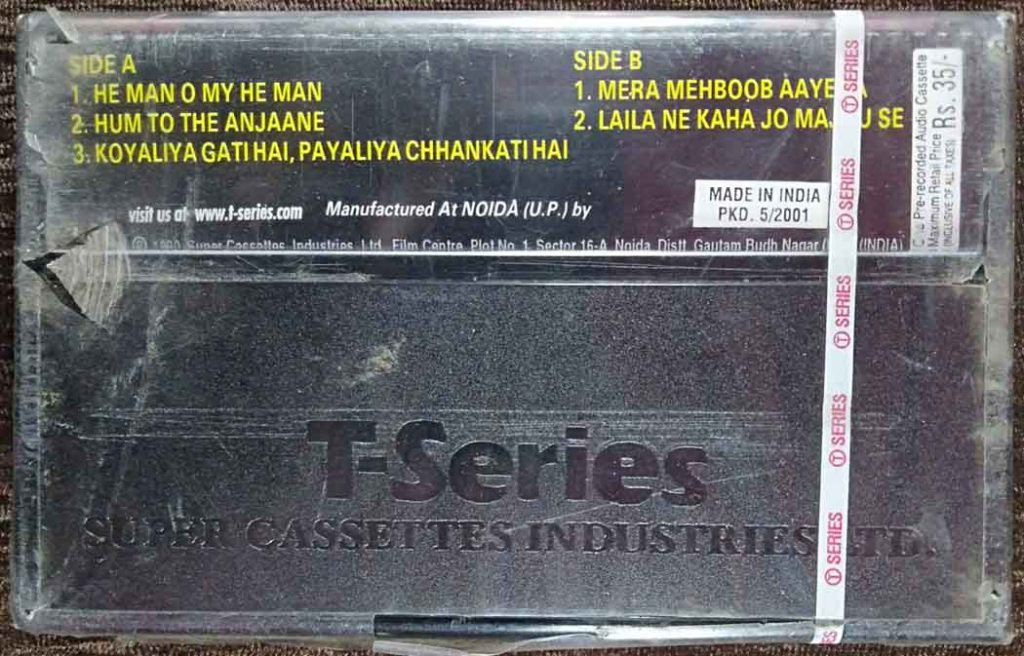 SIDE A
1. HE MAN O MY HE MAN
2. HUM TO THE ANJAANE
3. KOYALIYA GATI HAI, PAYALIYA CHHANKATI HAI
SIDE B
1. MERA MEHBOOB AAYE
2. LAILA NE KAHA JO SE
visit us at www.t-series.com Manufactured At NOIDA (U.P.) by
MADE IN INDIA
PKD. 5/2001
Super Cassettes Industries Ltd., Film Centre, Plot No. 1, Sector 16-A, Noida, Distt. Gautam Budh Nagar (INDIA)
Pre-recorded Audio Cassette
Maximum Retail Price Rs. 35/-
(INCLUSIVE OF ALL TAXES)
T SERIES
T SERIES
T SERIES
T SERIES
T SERIES
T-Series
SUPER CASSETTES INDUSTRIES LTD.